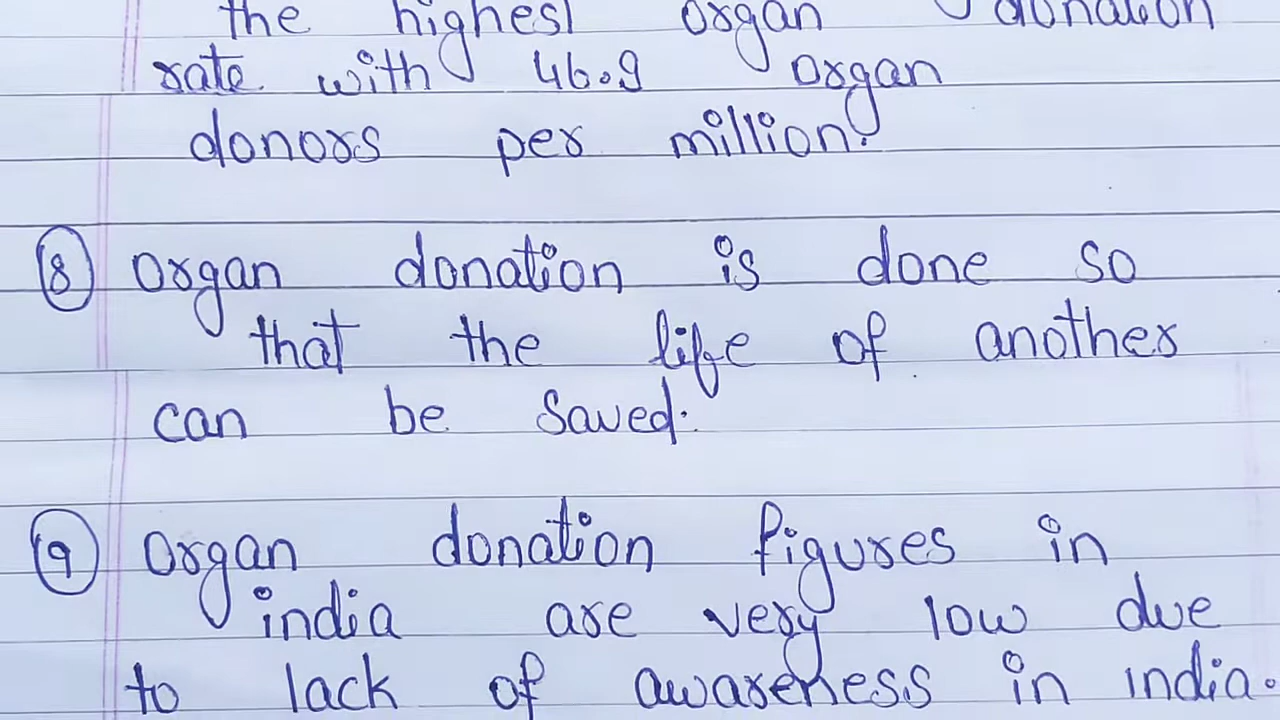 the highest organ donation
rate with 46.9 organ
donors per million.
8 Organ donation is done so
that the life of another
can be saved.
9 Organ donation figures in
india are very low due
to lack of awareness in india.